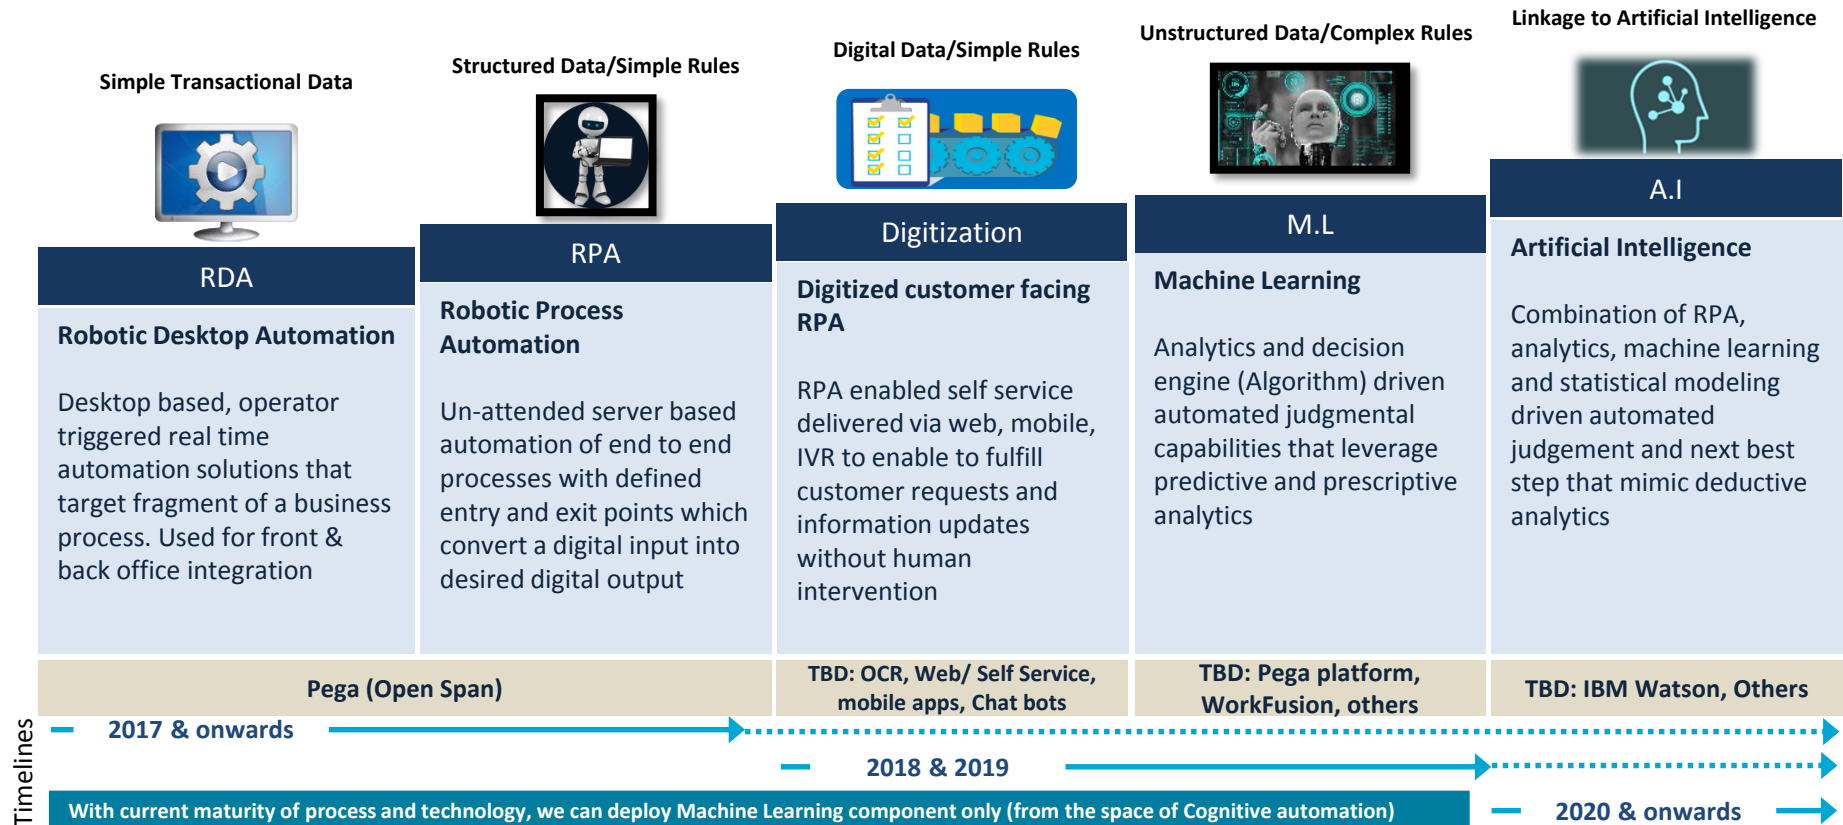 Simple Transactional Data
RDA
Robotic Desktop Automation
Desktop based, operator
triggered real time
automation solutions that
target fragment of a business
process. Used for front &
back office integration
Structured Data/Simple Rules
RPA
Robotic Process
Automation
Un-attended server based
automation of end to end
processes with defined
entry and exit points which
convert a digital input into
desired digital output
Digital Data/Simple Rules
Digitization
Digitized customer facing
RPA
RPA enabled self service
delivered via web, mobile,
IVR to enable to fulfill
customer requests and
information updates
without human
intervention
Unstructured Data/Complex Rules
M.L
Machine Learning
Analytics and decision
engine (Algorithm) driven
automated judgmental
capabilities that leverage
predictive and prescriptive
analytics
Linkage to Artificial Intelligence
A.I
Artificial Intelligence
Combination of RPA,
analytics, machine learning
and statistical modeling
driven automated
judgement and next best
step that mimic deductive
analytics
Pega (Open Span)
TBD: OCR, Web/ Self Service,
mobile apps, Chat bots
TBD: Pega platform,
WorkFusion, others
TBD: IBM Watson, Others
Timelines
2017 & onwards
2018 & 2019
With current maturity of process and technology, we can deploy Machine Learning component only (from the space of Cognitive automation)
2020 & onwards